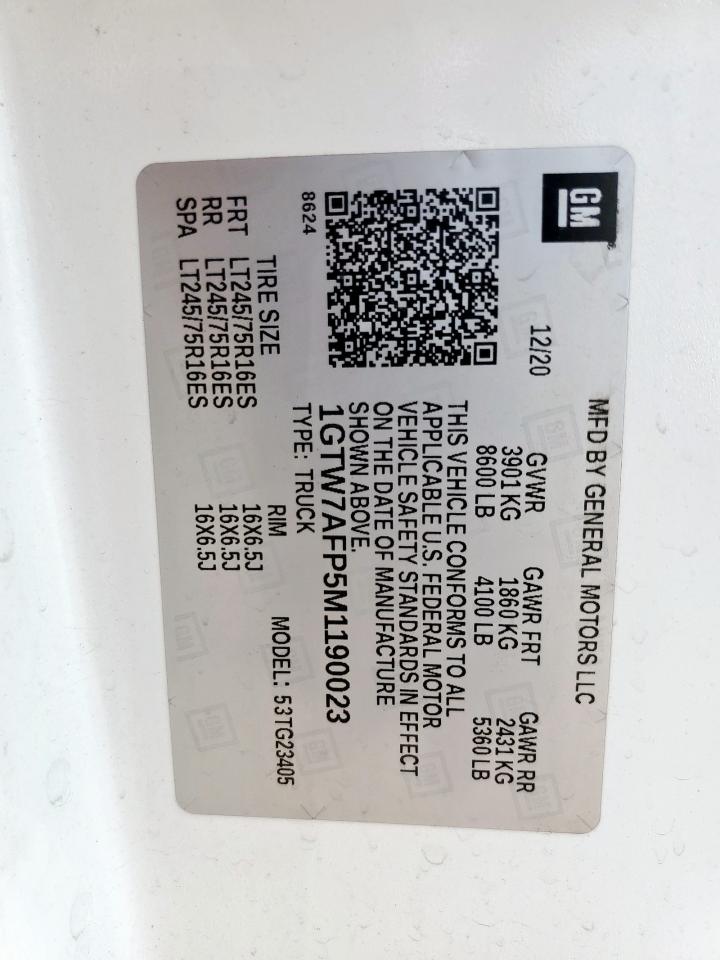 GM
MFD BY GENERAL MOTORS LLC
12/20
GVWR GAWR FRT GAWR RR
3901 KG 1860 KG 2431 KG
8600 LB 4100 LB 5360 LB
THIS VEHICLE CONFORMS TO ALL
APPLICABLE U.S. FEDERAL MOTOR
VEHICLE SAFETY STANDARDS IN EFFECT
ON THE DATE OF MANUFACTURE
SHOWN ABOVE.
8624
1GTW7AFP5M1190023
TYPE: TRUCK
MODEL: 53TG23405
TIRE SIZE RIM
FRT LT245/75R16ES 16X6.5J
RR LT245/75R16ES 16X6.5J
SPA LT245/75R16ES 16X6.5J